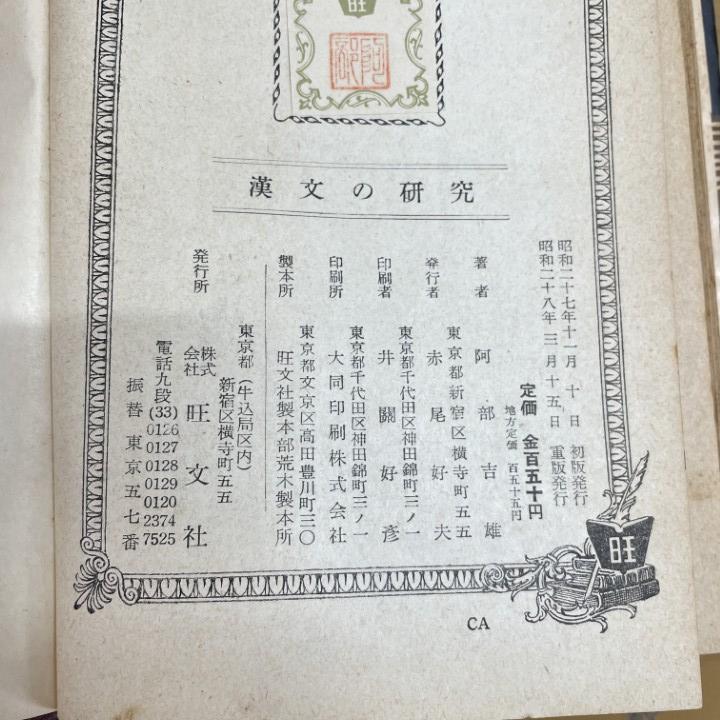 旺
阿部
漢文の研究
昭和二十七年十一月十日 初版発行
昭和二十八年三月十五日 重版発行
定価 金百五十円
地方定価 百五十五円
著者 阿部吉雄
東京都新宿区横寺町五五
発行者 赤尾好夫
東京都千代田区神田錦町三ノ一
印刷者 井關好彦
東京都千代田区神田錦町三ノ一
印刷所 大同印刷株式会社
東京都文京区高田豊川町三〇
製本所 旺文社製本部荒木製本所
発行所
東京都(牛込局区内)
新宿区横寺町五五
株式会社 旺文社
電話九段(33) 0126 0127 0128 0129 0120 2374 7525
振替東京五七番
旺
CA